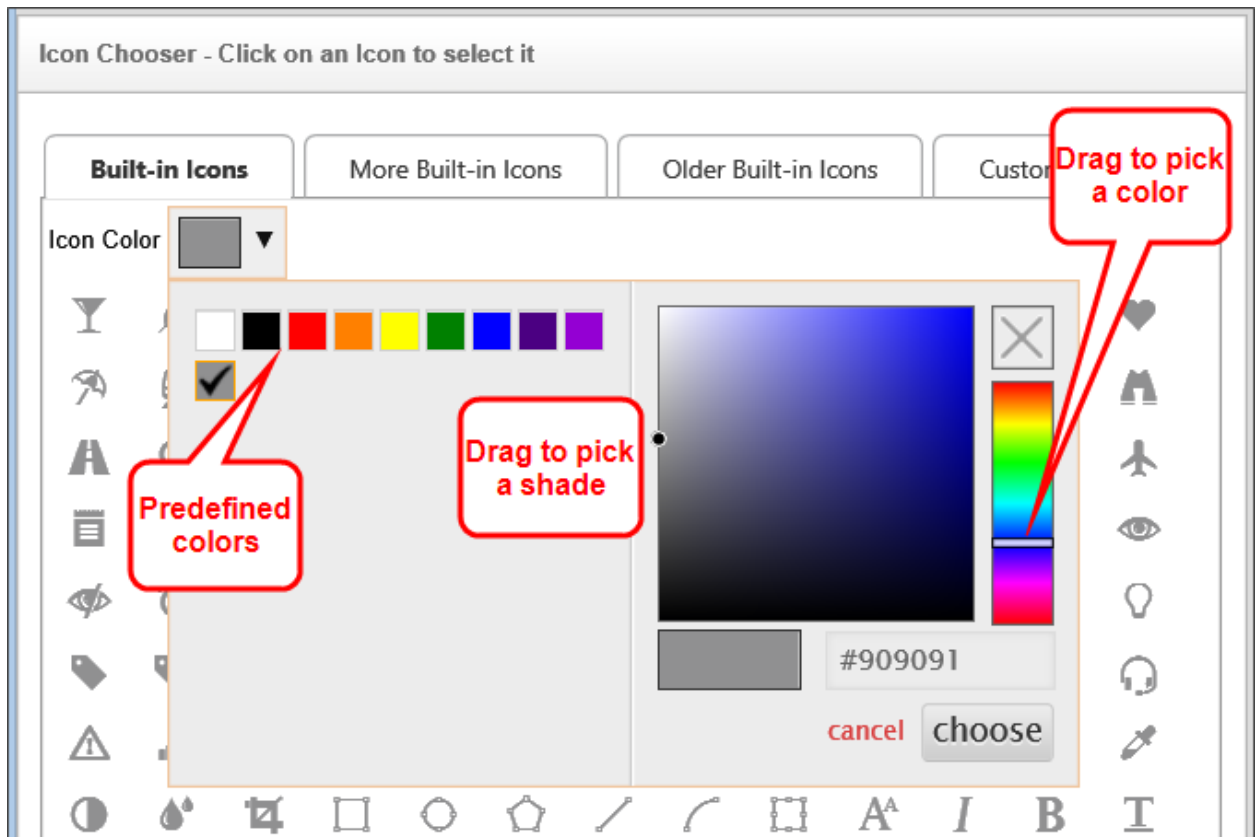 Icon Chooser - Click on an Icon to select it
Built-in Icons
More Built-in Icons
Older Built-in Icons
Drag to pick
a color
Icon Color
Predefined
colors
Drag to pick
a shade
#909091
cancel
choose